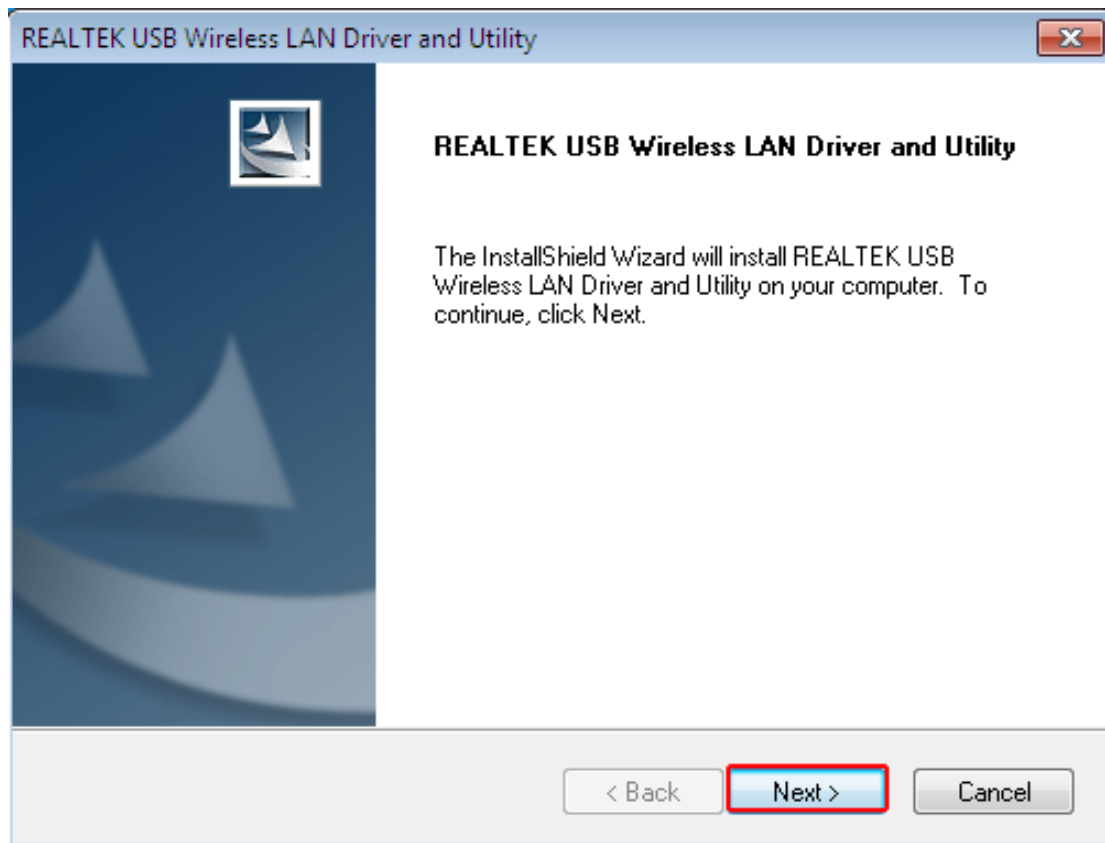 REALTEK USB Wireless LAN Driver and Utility
REALTEK USB Wireless LAN Driver and Utility
The InstallShield Wizard will install REALTEK USB
Wireless LAN Driver and Utility on your computer.  To
continue, click Next.
< Back
Next >
Cancel